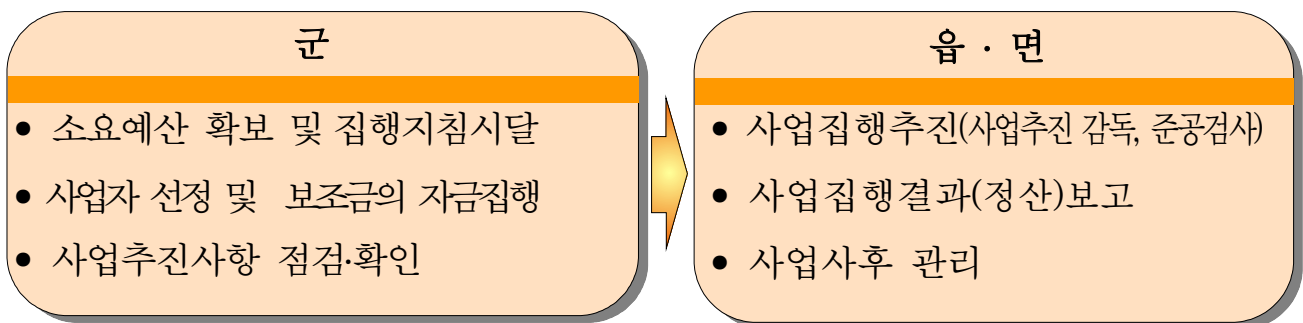 군
• 소요예산 확보 및 집행지침시달
• 사업자 선정 및 보조금의 자금집행
• 사업추진사항 점검·확인
읍 · 면
• 사업집행추진(사업추진 감독, 준공검사)
• 사업집행결과(정산)보고
• 사업사후 관리